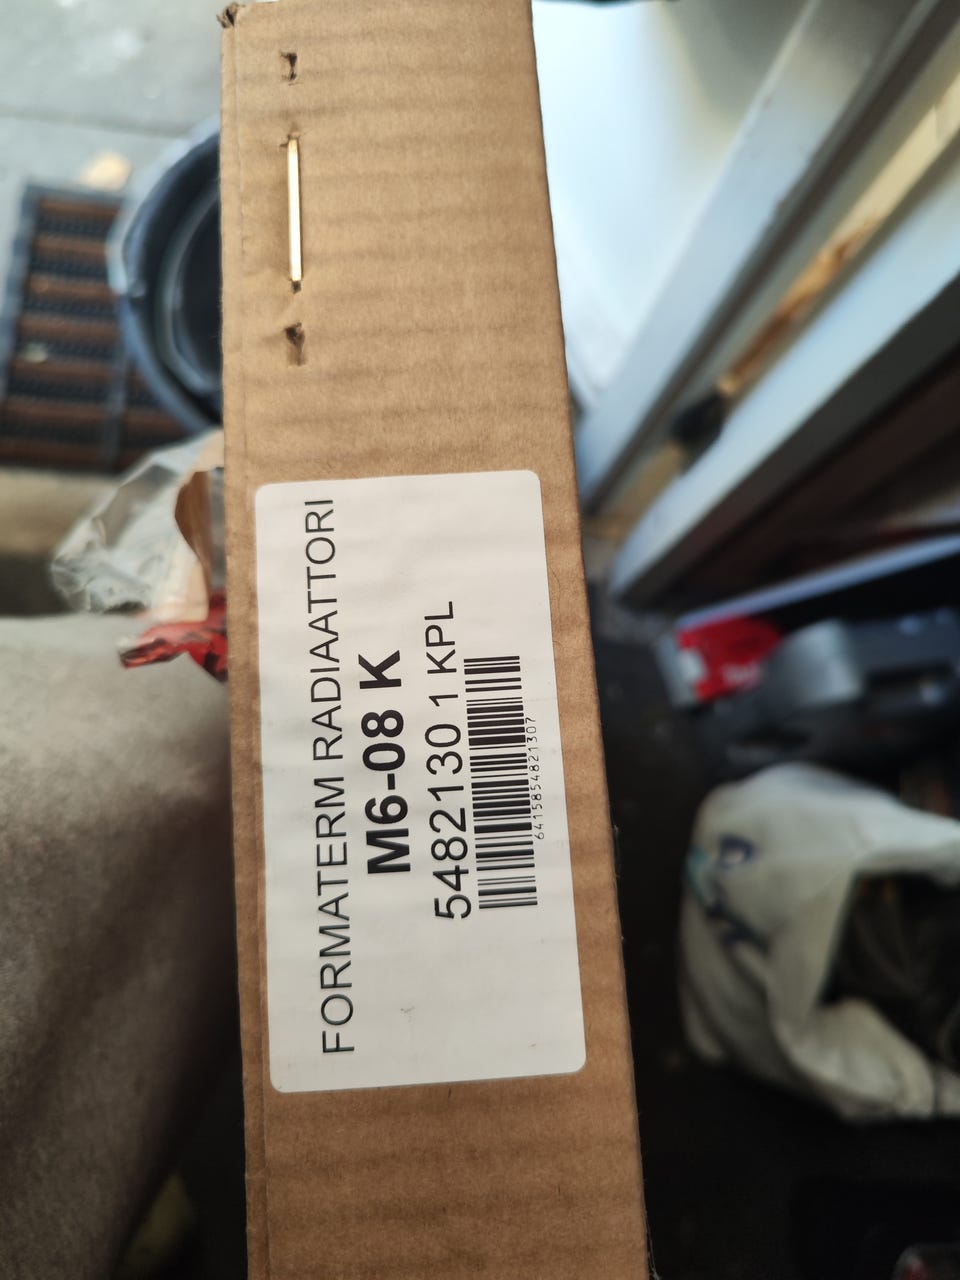 FORMATERM RADIAATTORI
M6-08 K
5482130 1 KPL
6415854821307